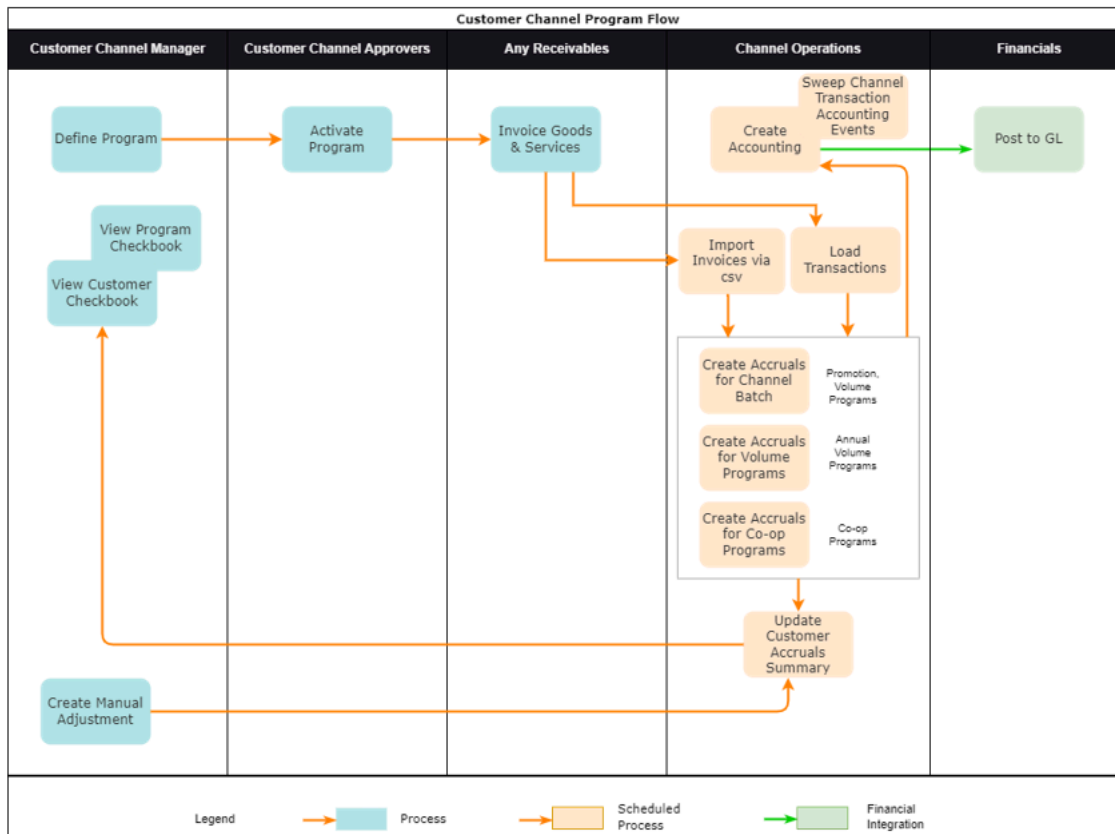 Customer Channel Program Flow
Customer Channel Manager
Customer Channel Approvers
Any Receivables
Channel Operations
Financials
Define Program
Activate
Program
Invoice Goods
& Services
Sweep Channel
Transaction
Accounting
Events
Create
Accounting
Post to GL
View Program
Checkbook
View Customer
Checkbook
Import
Invoices via
csv
Load
Transactions
Create Accruals
for Channel
Batch
Promotion,
Volume
Programs
Create Accruals
for Volume
Programs
Annual
Volume
Programs
Create Accruals
for Co-op
Programs
Co-op
Programs
Update
Customer
Accruals
Summary
Create Manual
Adjustment
Legend
Process
Scheduled
Process
Financial
Integration